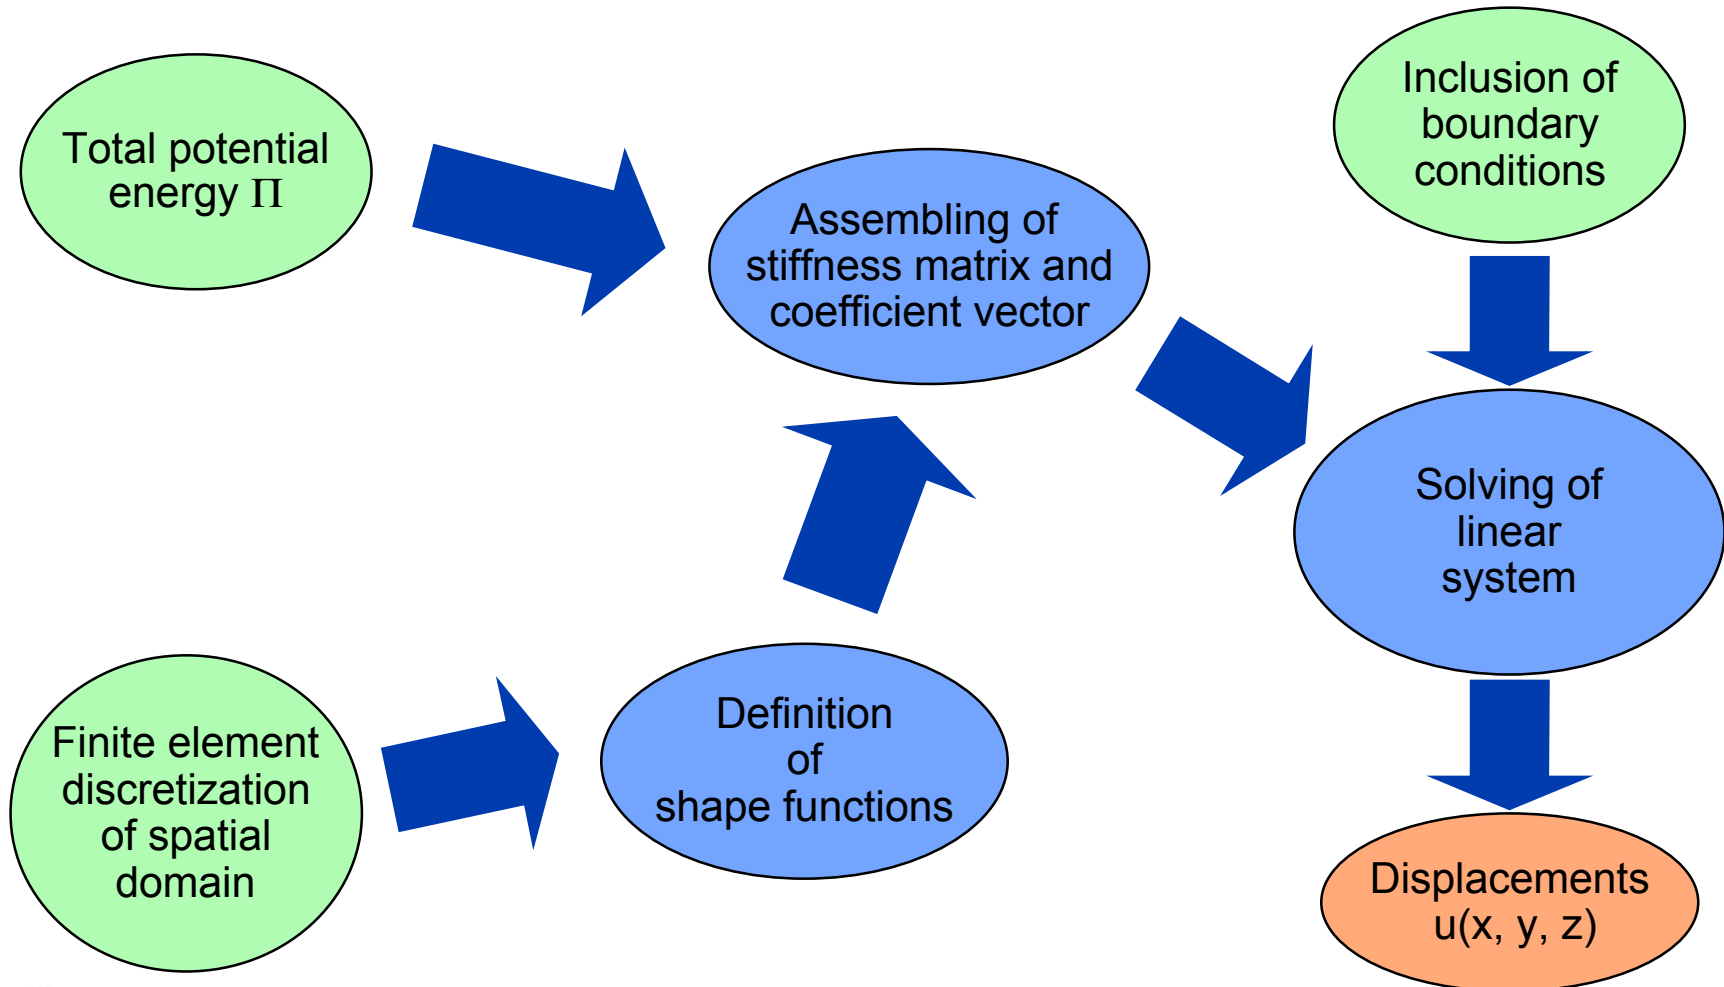 Total potential
energy Π
Assembling of
stiffness matrix and
coefficient vector
Inclusion of
boundary
conditions
Solving of
linear
system
Finite element
discretization
of spatial
domain
Definition
of
shape functions
Displacements
u(x, y, z)